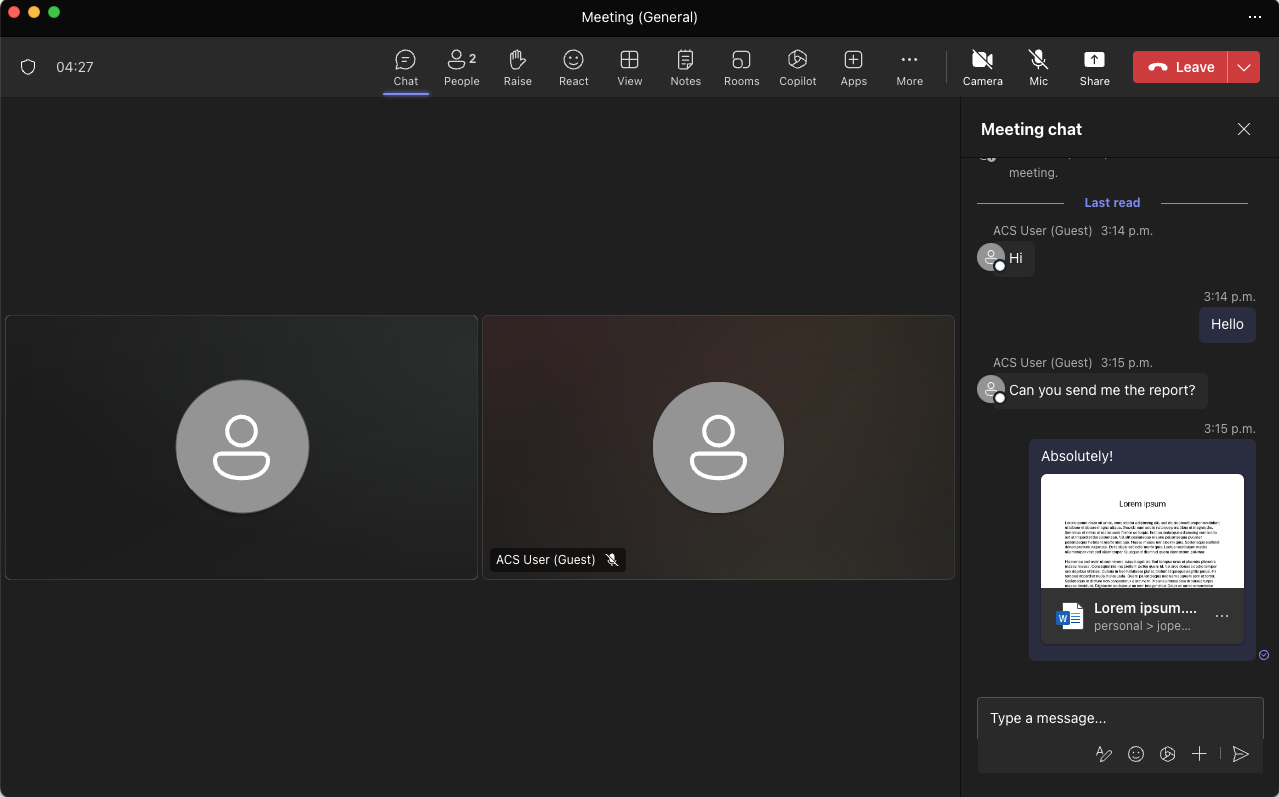 Meeting (General)
04:27
Chat
2
People
Raise
React
View
Notes
Rooms
Copilot
Apps
More
Camera
Mic
Share
Leave
Meeting chat
meeting.
Last read
ACS User (Guest) 3:14 p.m.
Hi
3:14 p.m.
Hello
ACS User (Guest) 3:15 p.m.
Can you send me the report?
3:15 p.m.
Absolutely!
Lorem ipsum
W
Lorem ipsum....
personal > jope...
ACS User (Guest)
Type a message...